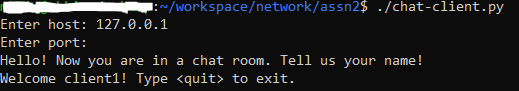 :~/workspace/network/assn2$ ./chat-client.py
Enter host: 127.0.0.1
Enter port:
Hello! Now you are in a chat room. Tell us your name!
Welcome client1! Type <quit> to exit.